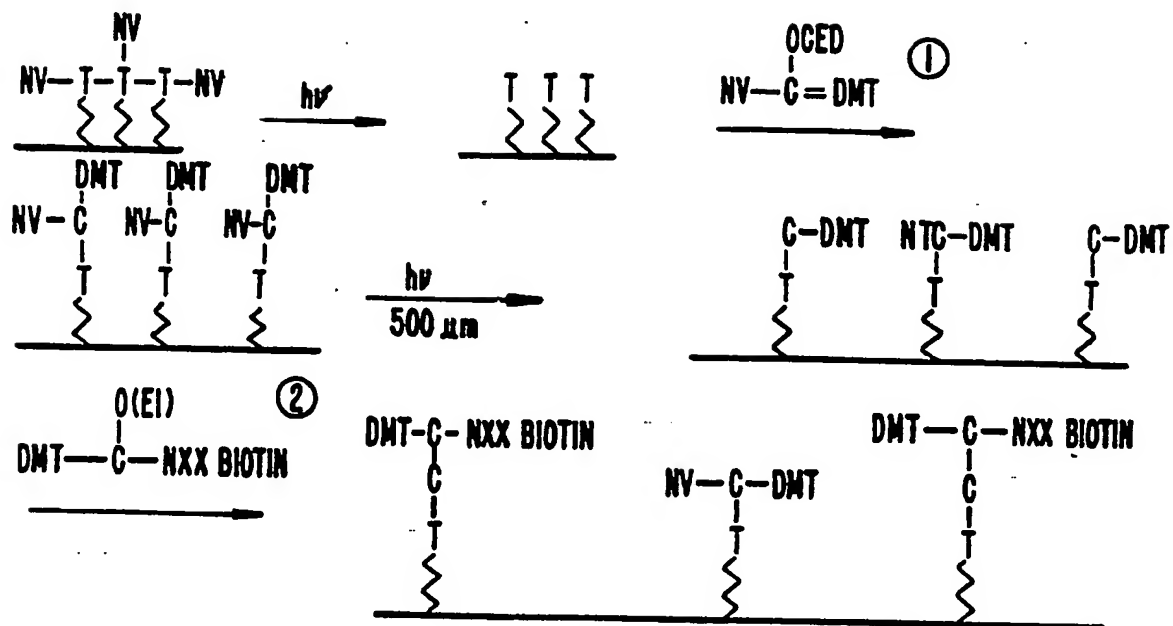 NV
NV-T-T-T-NV
hν
T T T
OCED
NV-C=DMT
①
DMT DMT DMT
NV-C NV-C NV-C
T T T
hν
500 µm
C-DMT NTC-DMT C-DMT
T T T
②
O(EI)
DMT-C-NXX BIOTIN
DMT-C-NXX BIOTIN
C
T
NV-C-DMT
T
DMT-C-NXX BIOTIN
C
T